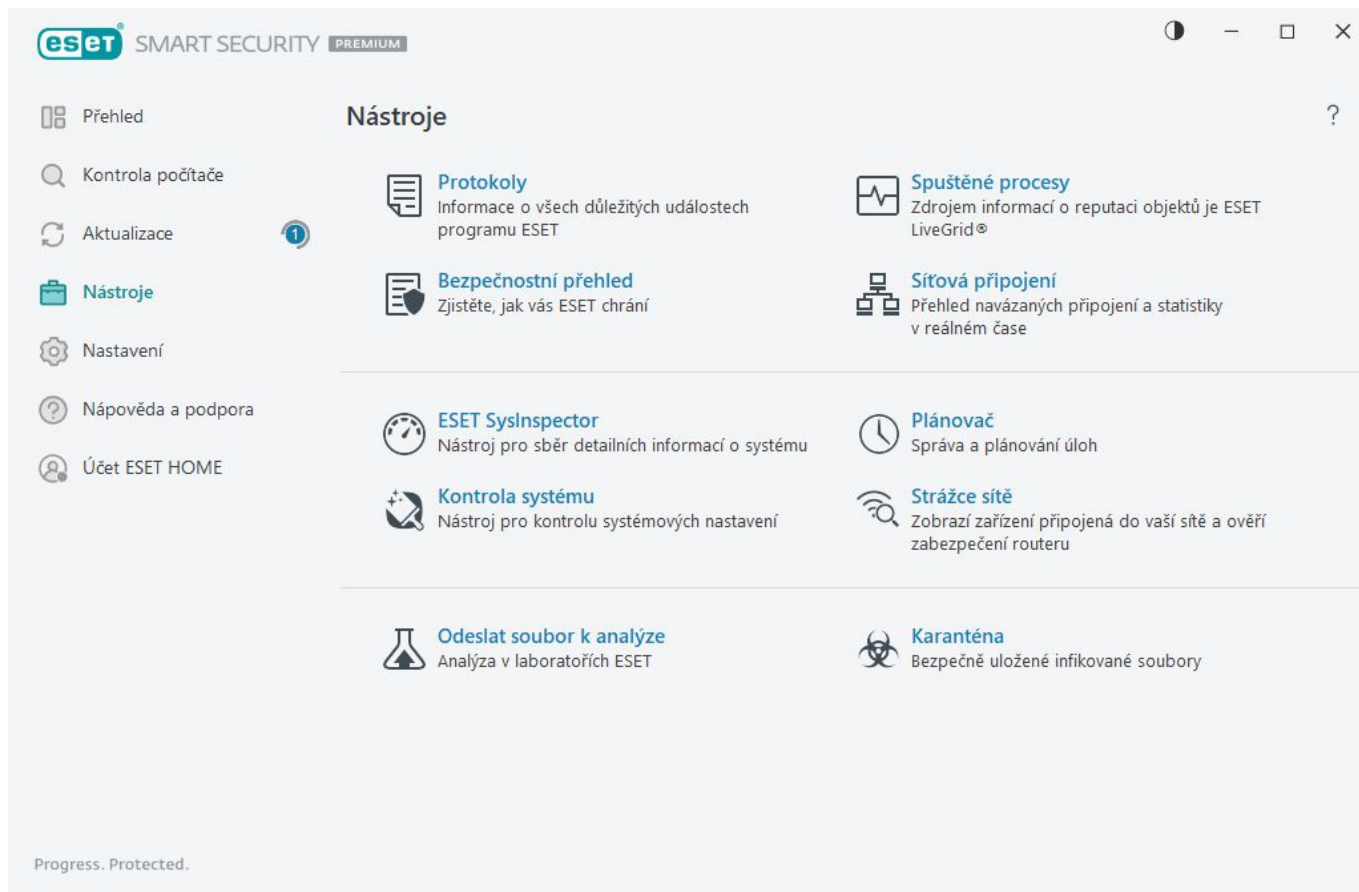 eset® SMART SECURITY PREMIUM
Přehled
Kontrola počítače
Aktualizace 1
Nástroje
Nastavení
Nápověda a podpora
Účet ESET HOME
Nástroje ?
Protokoly
Informace o všech důležitých událostech
programu ESET
Spuštěné procesy
Zdrojem informací o reputaci objektů je ESET
LiveGrid®
Bezpečnostní přehled
Zjistěte, jak vás ESET chrání
Síťová připojení
Přehled navázaných připojení a statistiky
v reálném čase
ESET SysInspector
Nástroj pro sběr detailních informací o systému
Plánovač
Správa a plánování úloh
Kontrola systému
Nástroj pro kontrolu systémových nastavení
Strážce sítě
Zobrazí zařízení připojená do vaší sítě a ověří
zabezpečení routeru
Odeslat soubor k analýze
Analýza v laboratořích ESET
Karanténa
Bezpečně uložené infikované soubory
Progress. Protected.